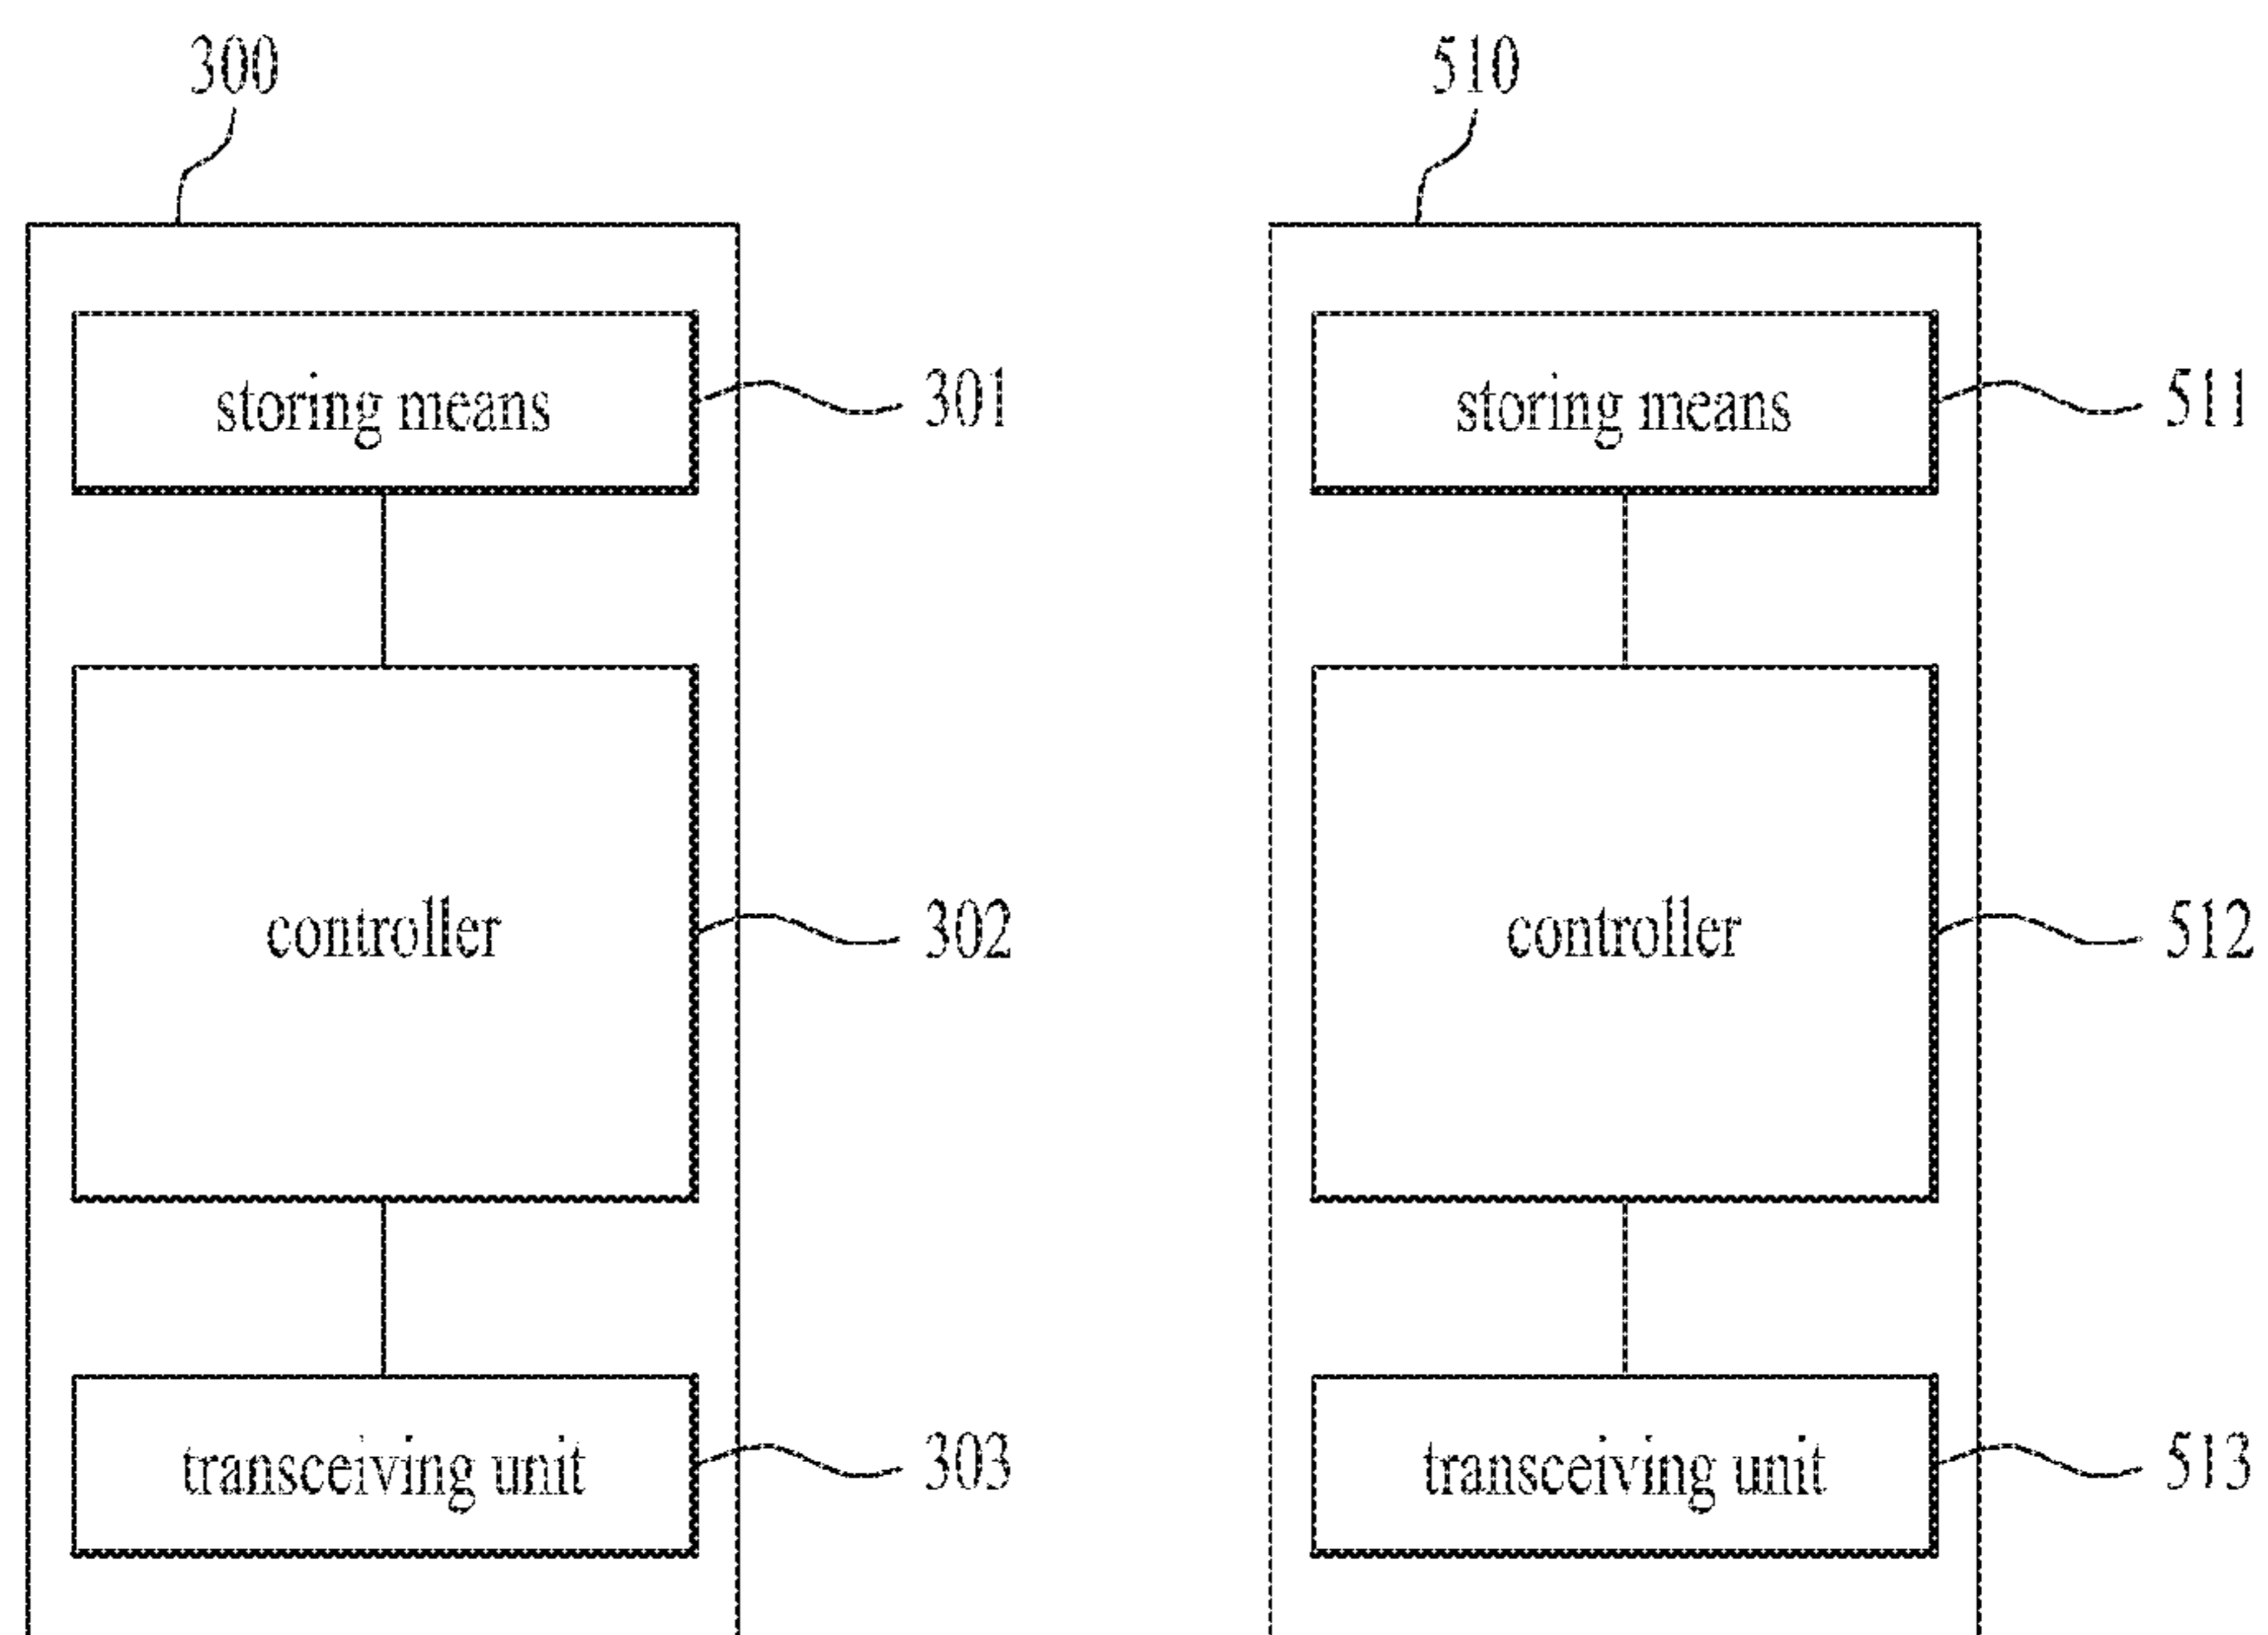 300
storing means
301
controller
302
transceiving unit
303
510
storing means
511
controller
512
transceiving unit
513